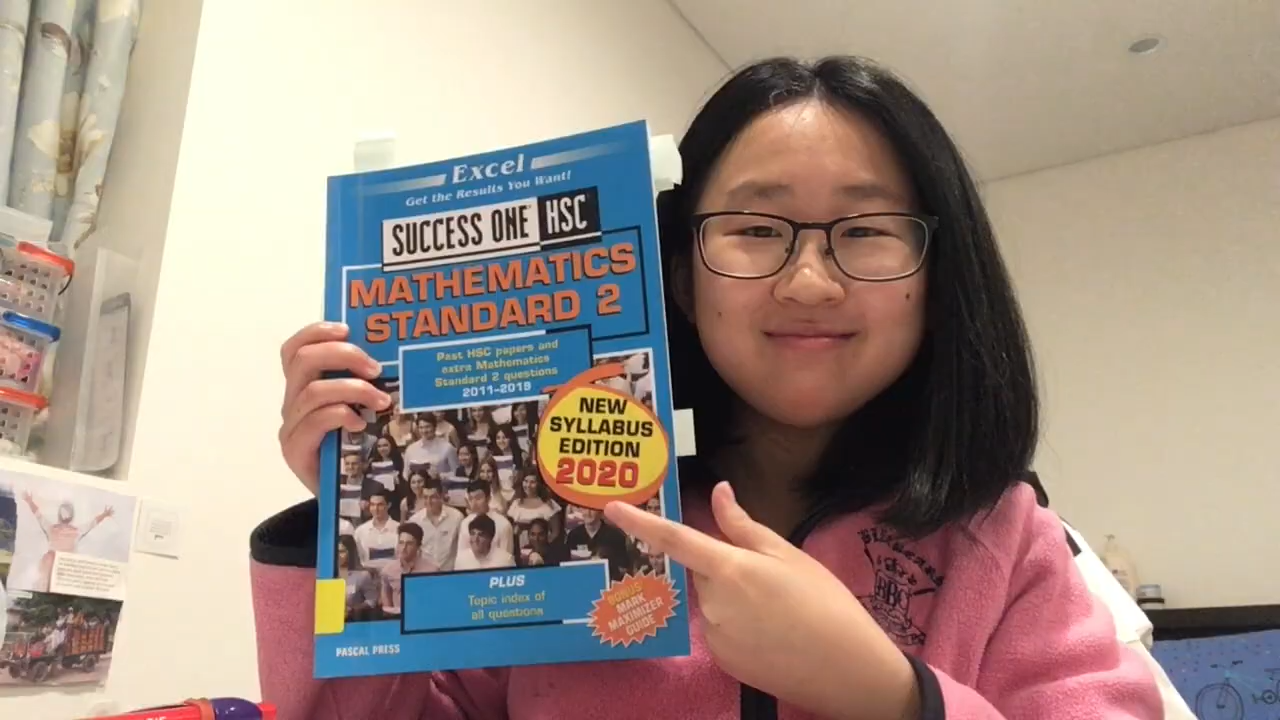 Excel
Get the Results You Want!
SUCCESS ONE HSC
MATHEMATICS
STANDARD 2
Past HSC papers and
extra Mathematics
Standard 2 questions
2011-2019
NEW
SYLLABUS
EDITION
2020
PLUS
Topic index of
all questions
BONUS
MARK
MAXIMIZER
GUIDE
PASCAL PRESS
BBC